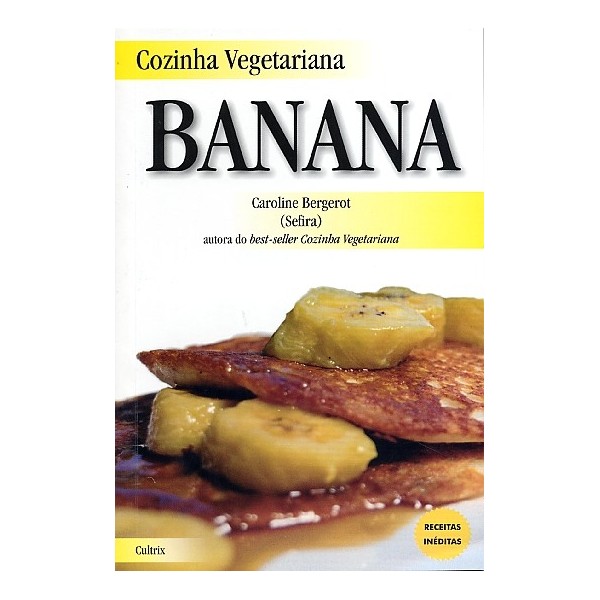 Cozinha Vegetariana
BANANA
Caroline Bergerot
(Sefira)
autora do best-seller Cozinha Vegetariana
RECEITAS
INÉDITAS
Cultrix